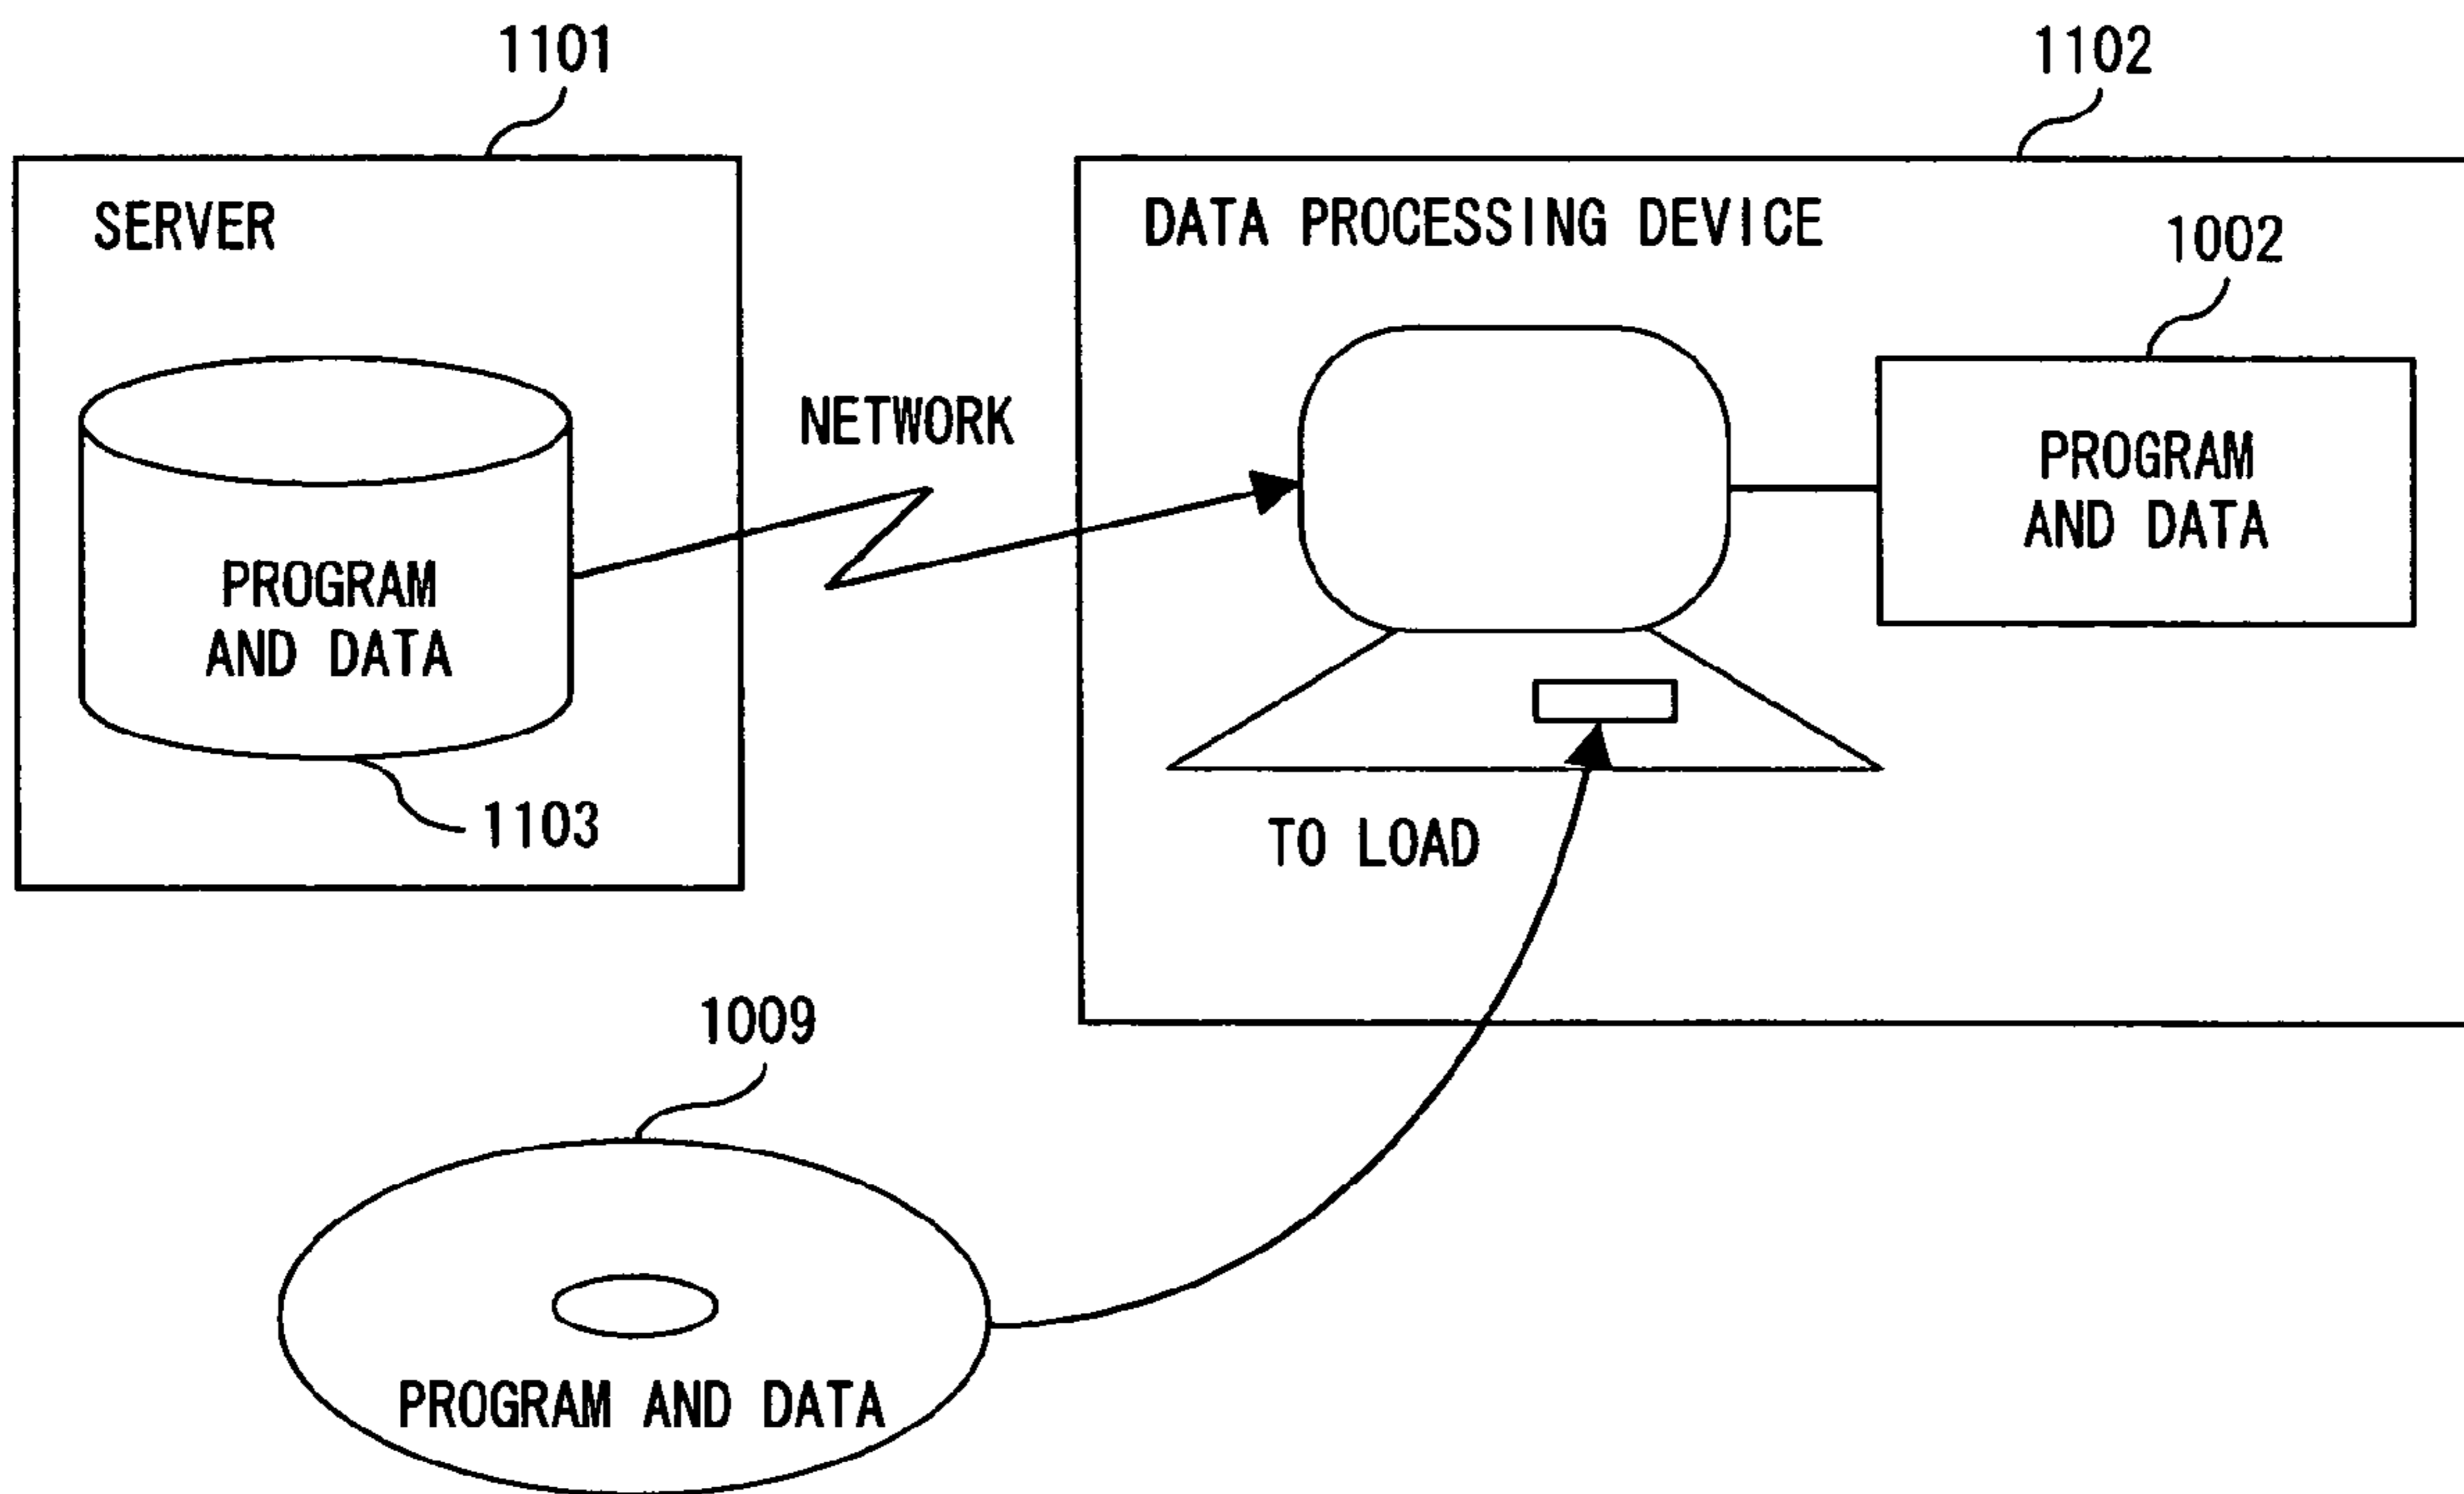 1101
1102
SERVER
DATA PROCESSING DEVICE
1002
NETWORK
PROGRAM
AND DATA
PROGRAM
AND DATA
1103
TO LOAD
1009
PROGRAM AND DATA